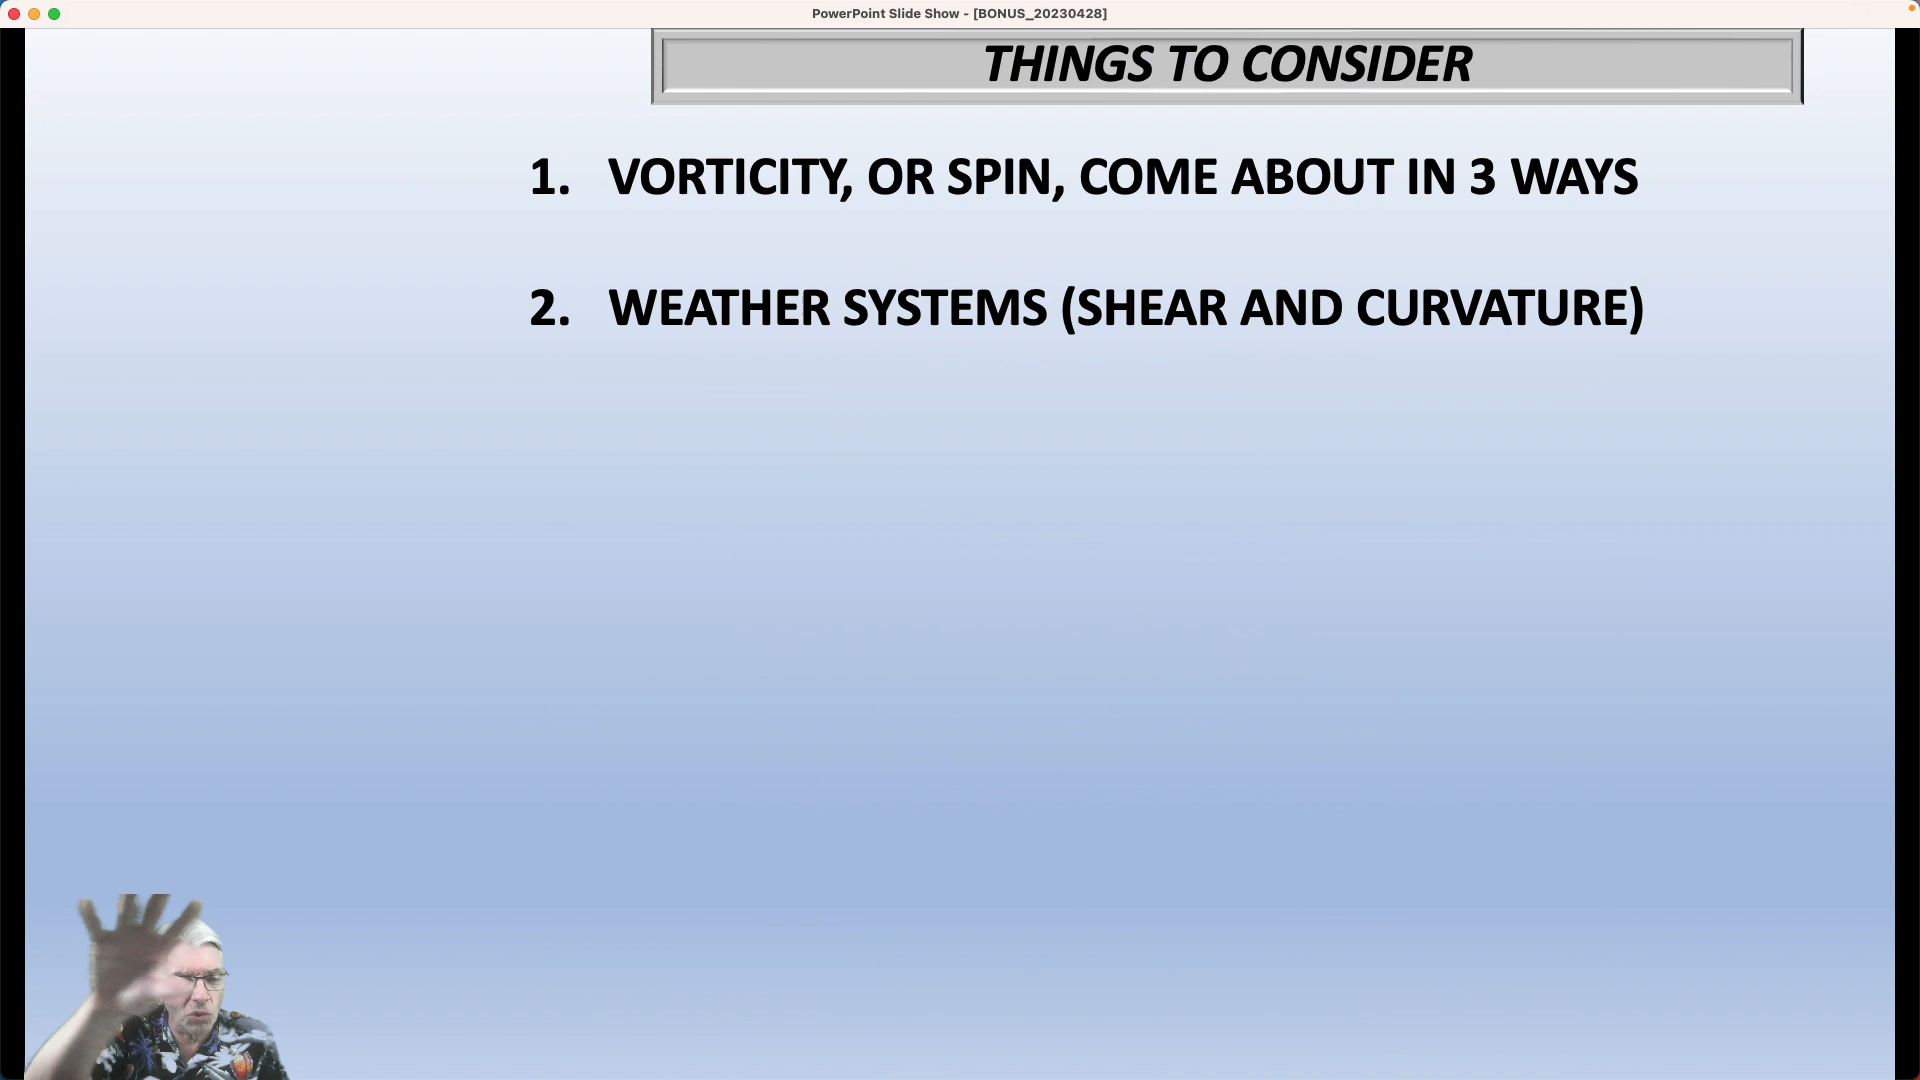 PowerPoint Slide Show - [BONUS_20230428]
THINGS TO CONSIDER
1. VORTICITY, OR SPIN, COME ABOUT IN 3 WAYS
2. WEATHER SYSTEMS (SHEAR AND CURVATURE)